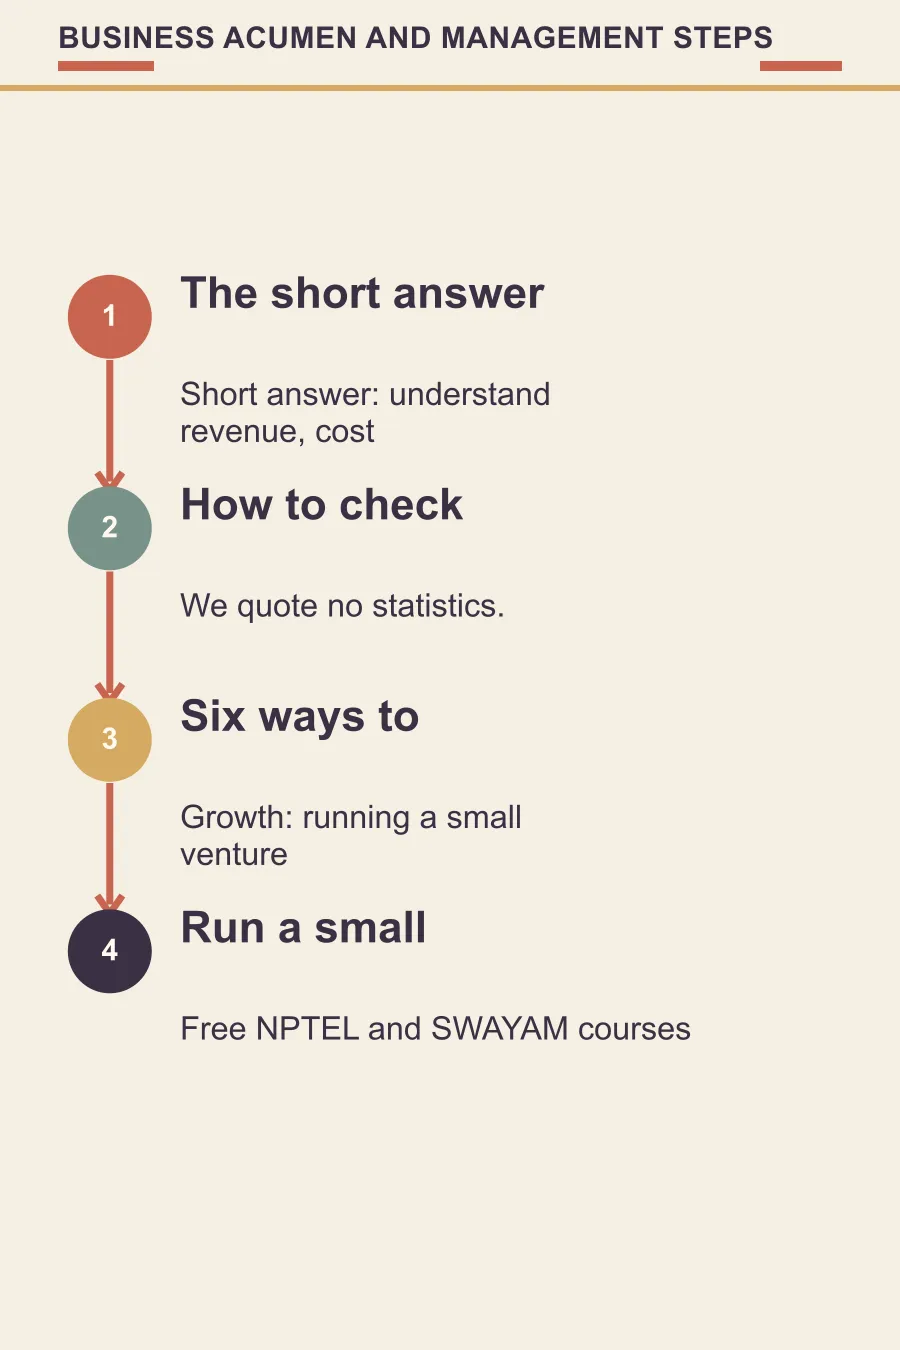 BUSINESS ACUMEN AND MANAGEMENT STEPS
1
The short answer
Short answer: understand
revenue, cost
2
How to check
We quote no statistics.
3
Six ways to
Growth: running a small
venture
4
Run a small
Free NPTEL and SWAYAM courses